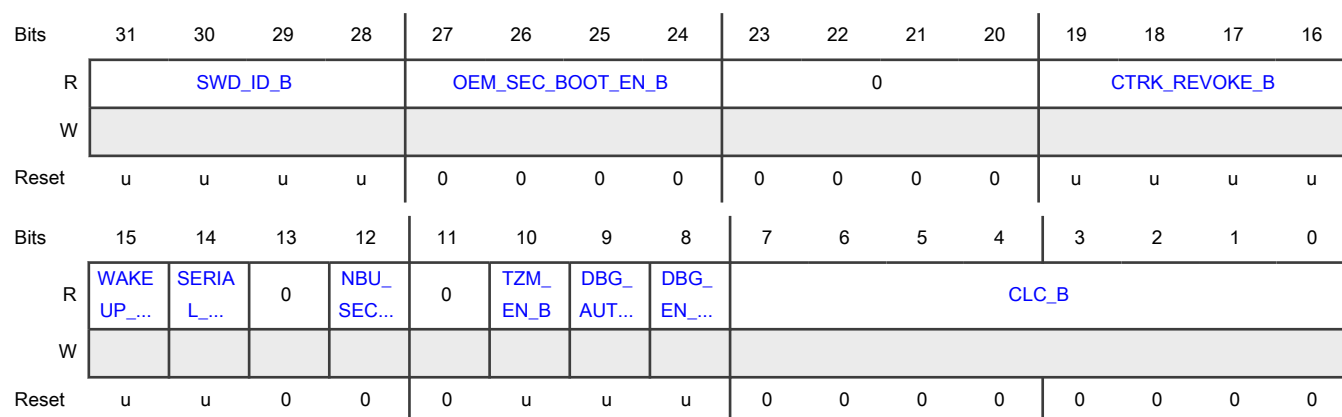 Bits 31 30 29 28 27 26 25 24 23 22 21 20 19 18 17 16
R SWD_ID_B OEM_SEC_BOOT_EN_B 0 CTRK_REVOKE_B
W
Reset u u u u 0 0 0 0 0 0 0 0 u u u u
Bits 15 14 13 12 11 10 9 8 7 6 5 4 3 2 1 0
R WAKE UP_... SERIA L_... 0 NBU_ SEC... 0 TZM_ EN_B DBG_ AUT... DBG_ EN_... CLC_B
W
Reset u u 0 0 0 u u u 0 0 0 0 0 0 0 0